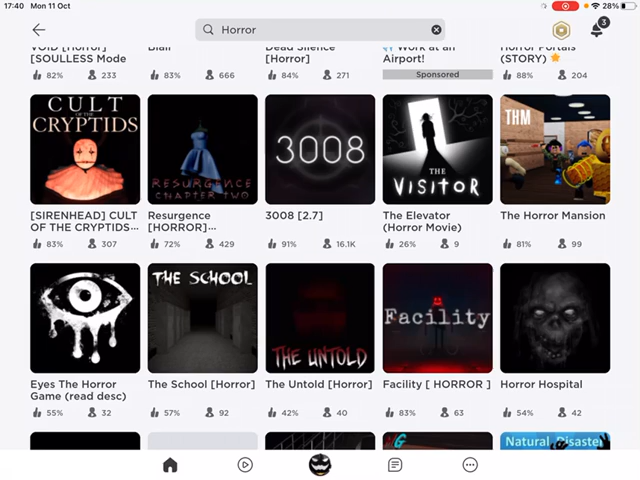 17:40 Mon 11 Oct
28%
Horror
3
VOID [Horror]
[SOULLESS Mode
82% 233
Blair
83% 666
Dead Silence
[Horror]
84% 271
Work at an
Airport!
Sponsored
Horror Portals
(STORY)
88% 204
CULT
OF THE
CRYPTIDS
RESURGENCE
CHAPTER TWO
3008
THE
VISITOR
THM
[SIRENHEAD] CULT
OF THE CRYPTIDS...
83% 307
Resurgence
[HORROR]...
72% 429
3008 [2.7]
91% 16.1K
The Elevator
(Horror Movie)
26% 9
The Horror Mansion
81% 99
THE SCHOOL
THE UNTOLD
Facility
Eyes The Horror
Game (read desc)
55% 32
The School [Horror]
57% 92
The Untold [Horror]
42% 40
Facility [ HORROR ]
83% 63
Horror Hospital
54% 42
Natural Disaster